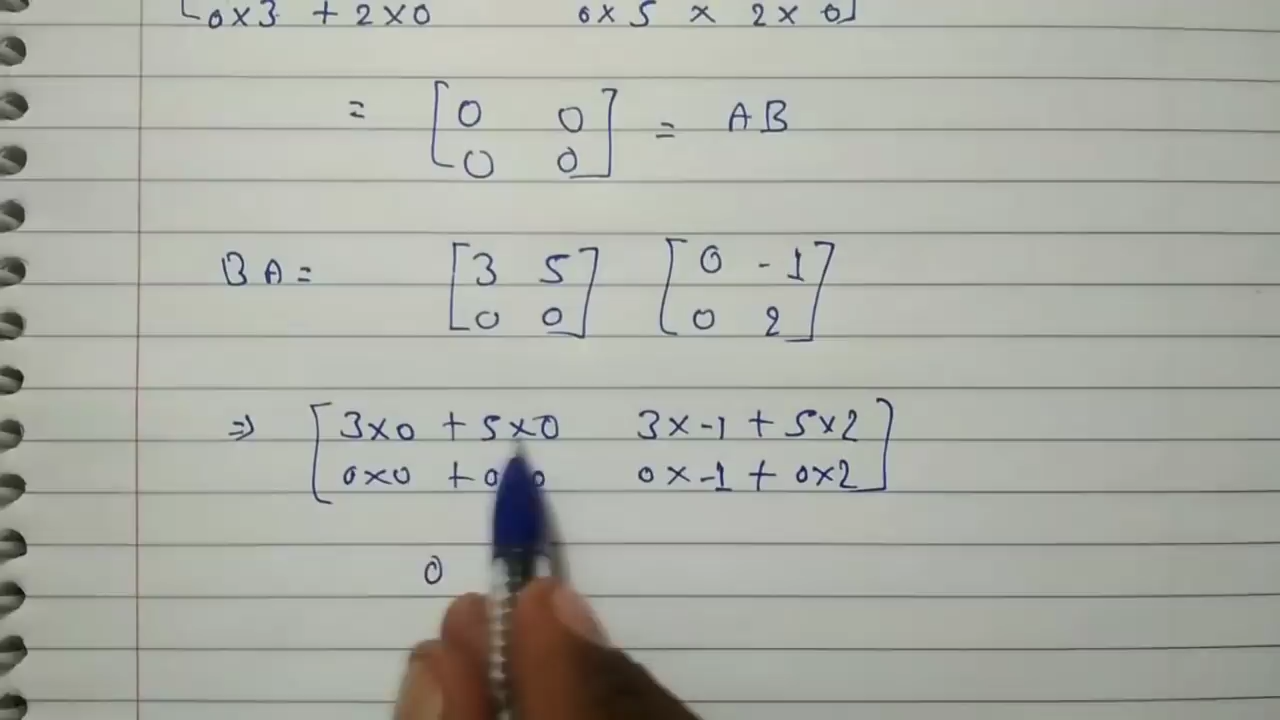 [0x3 + 2x0 0x5 x 2x0]
= [0 0
0 0] = AB
BA = [3 5 [0 -1
0 0] 0 2]
⇒ [3x0 + 5x0 3x-1 + 5x2
0x0 + 0 0 0x-1 + 0x2]
0